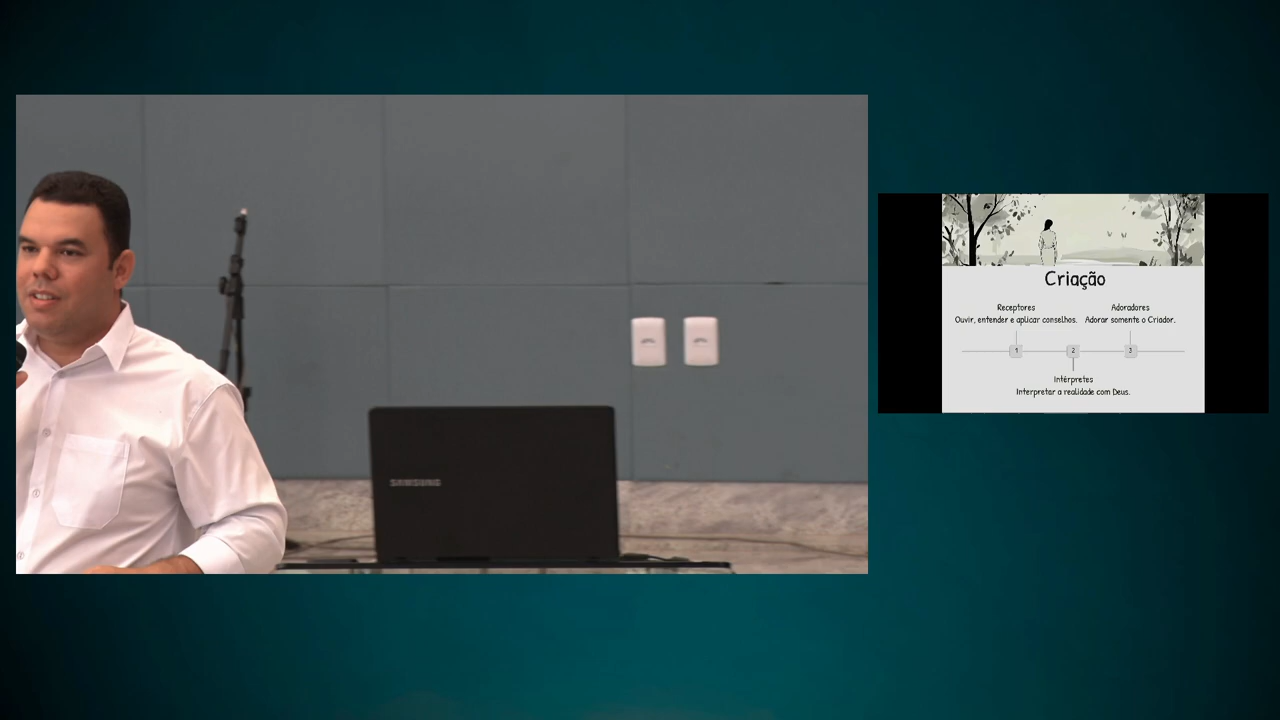 SAMSUNG
Criação
Receptores
Ouvir, entender e aplicar conselhos.
Adoradores
Adorar somente o Criador.
1
2
3
Intérpretes
Interpretar a realidade com Deus.